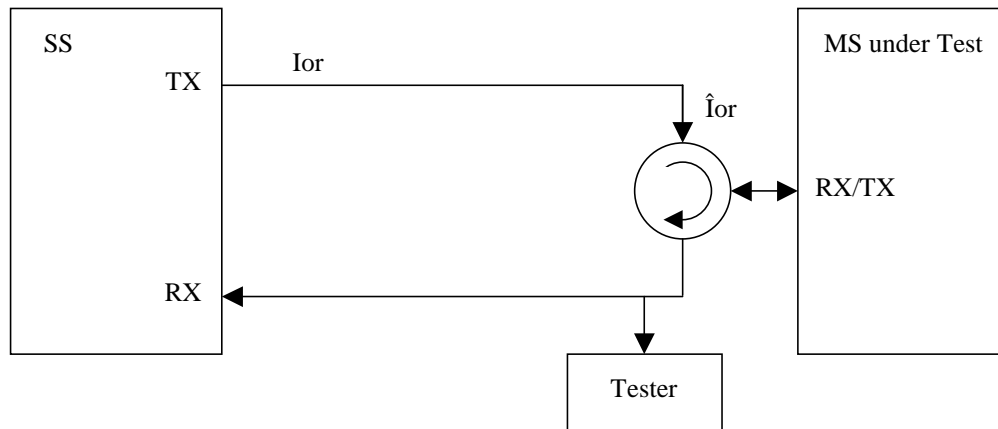 SS
MS under Test
TX
Ior
Îor
RX/TX
RX
Tester